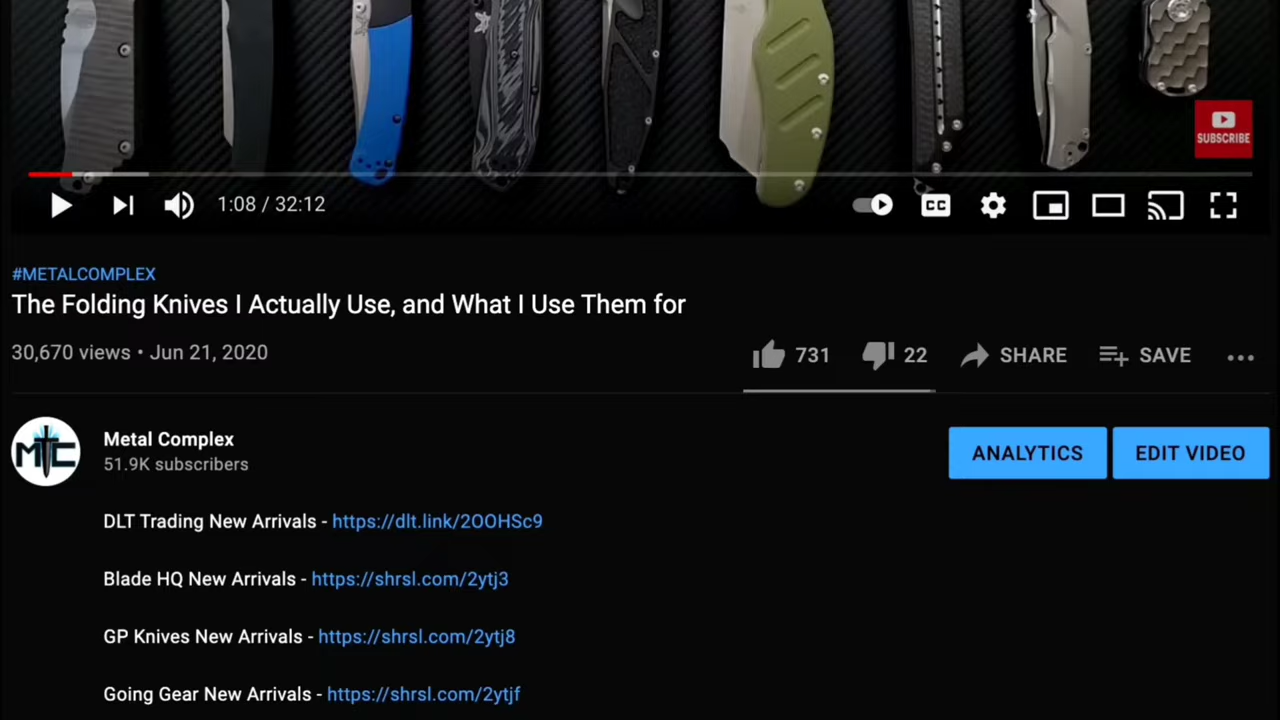 SUBSCRIBE
1:08 / 32:12
CC
#METALCOMPLEX
The Folding Knives I Actually Use, and What I Use Them for
30,670 views • Jun 21, 2020
731 22 SHARE SAVE
MTC
Metal Complex
51.9K subscribers
ANALYTICS EDIT VIDEO
DLT Trading New Arrivals - https://dlt.link/2OOHSc9
Blade HQ New Arrivals - https://shrsl.com/2ytj3
GP Knives New Arrivals - https://shrsl.com/2ytj8
Going Gear New Arrivals - https://shrsl.com/2ytjf